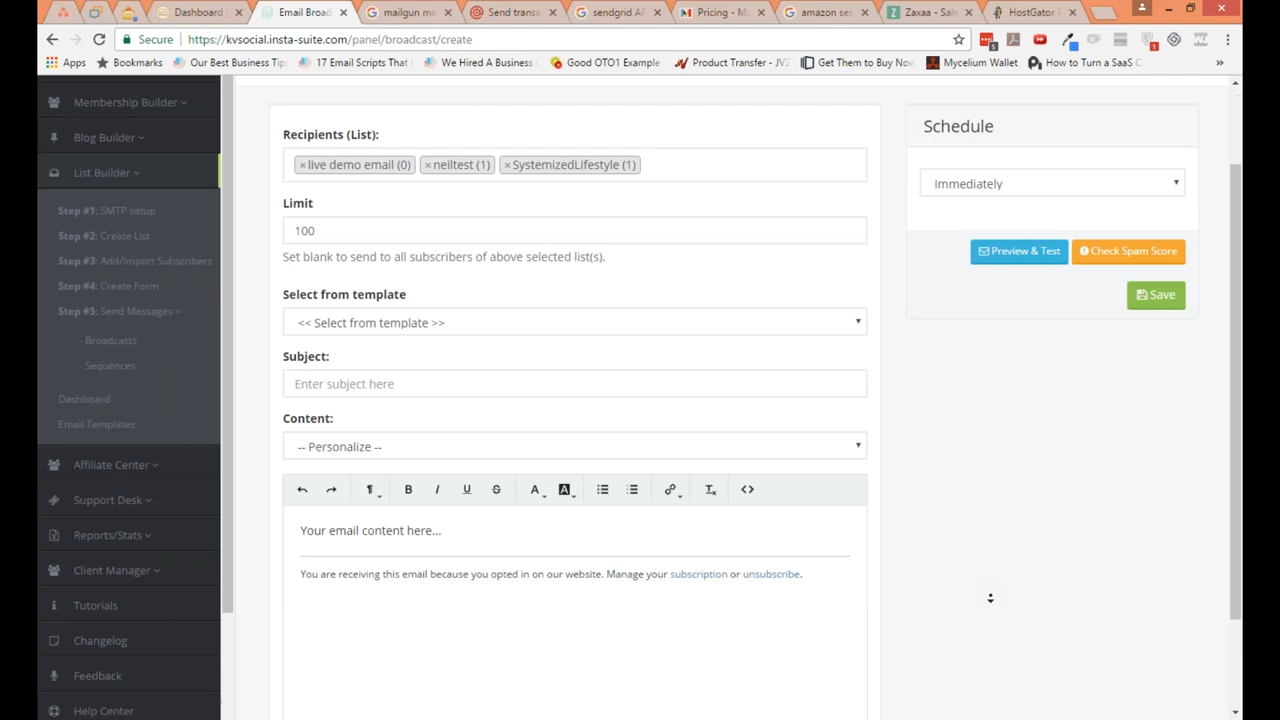 Dashboard |
Email Broad
mailgun ma
Send transa
sendgrid AP
Pricing - Ma
amazon ses
Zaxaa - Sale
HostGator P
Secure
https://kvsocial.insta-suite.com/panel/broadcast/create
Apps
Bookmarks
Our Best Business Tip
17 Email Scripts That
We Hired A Business
Good OTO1 Example
Product Transfer - JVZ
Get Them to Buy Now
Mycelium Wallet
How to Turn a SaaS C
»
Membership Builder
Blog Builder
List Builder
Step #1: SMTP setup
Step #2: Create List
Step #3: Add/Import Subscribers
Step #4: Create Form
Step #5: Send Messages
- Broadcasts
- Sequences
Dashboard
Email Templates
Affiliate Center
Support Desk
Reports/Stats
Client Manager
Tutorials
Changelog
Feedback
Help Center
Recipients (List):
×live demo email (0) ×neiltest (1) ×SystemizedLifestyle (1)
Limit
100
Set blank to send to all subscribers of above selected list(s).
Select from template
<< Select from template >>
Subject:
Enter subject here
Content:
-- Personalize --
Your email content here...
You are receiving this email because you opted in on our website. Manage your subscription or unsubscribe.
Schedule
Immediately
Preview & Test
Check Spam Score
Save